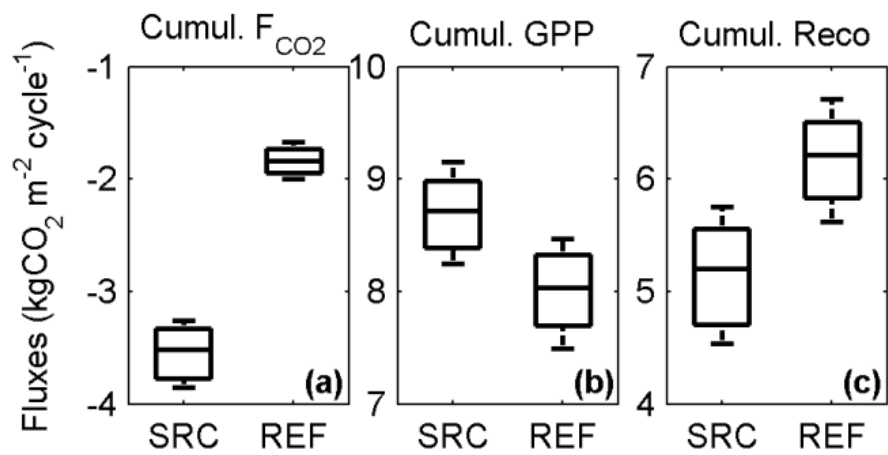 Cumul. F_CO2 Cumul. GPP Cumul. Reco
Fluxes (kgCO2 m-2 cycle-1)
-1
-2
-3
-4
(a)
SRC REF
10
9
8
7
(b)
SRC REF
7
6
5
4
(c)
SRC REF